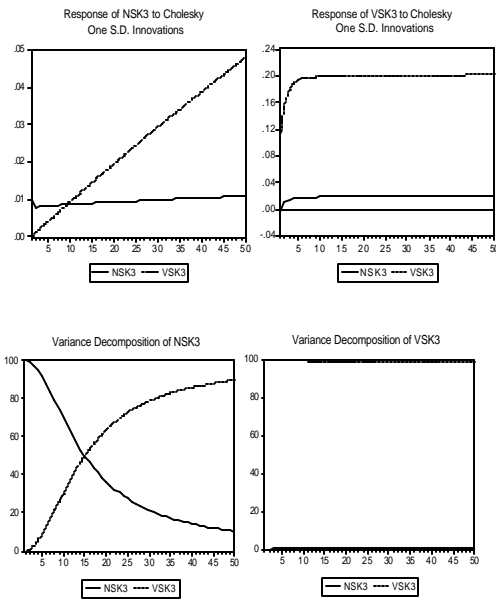 Response of NSK3 to Cholesky
One S.D. Innovations
.05
.04
.03
.02
.01
.00
5 10 15 20 25 30 35 40 45 50
NSK3 VSK3
Response of VSK3 to Cholesky
One S.D. Innovations
.24
.20
.16
.12
.08
.04
.00
-.04
5 10 15 20 25 30 35 40 45 50
NSK3 VSK3
Variance Decomposition of NSK3
100
80
60
40
20
0
5 10 15 20 25 30 35 40 45 50
NSK3 VSK3
Variance Decomposition of VSK3
100
80
60
40
20
0
5 10 15 20 25 30 35 40 45 50
NSK3 VSK3